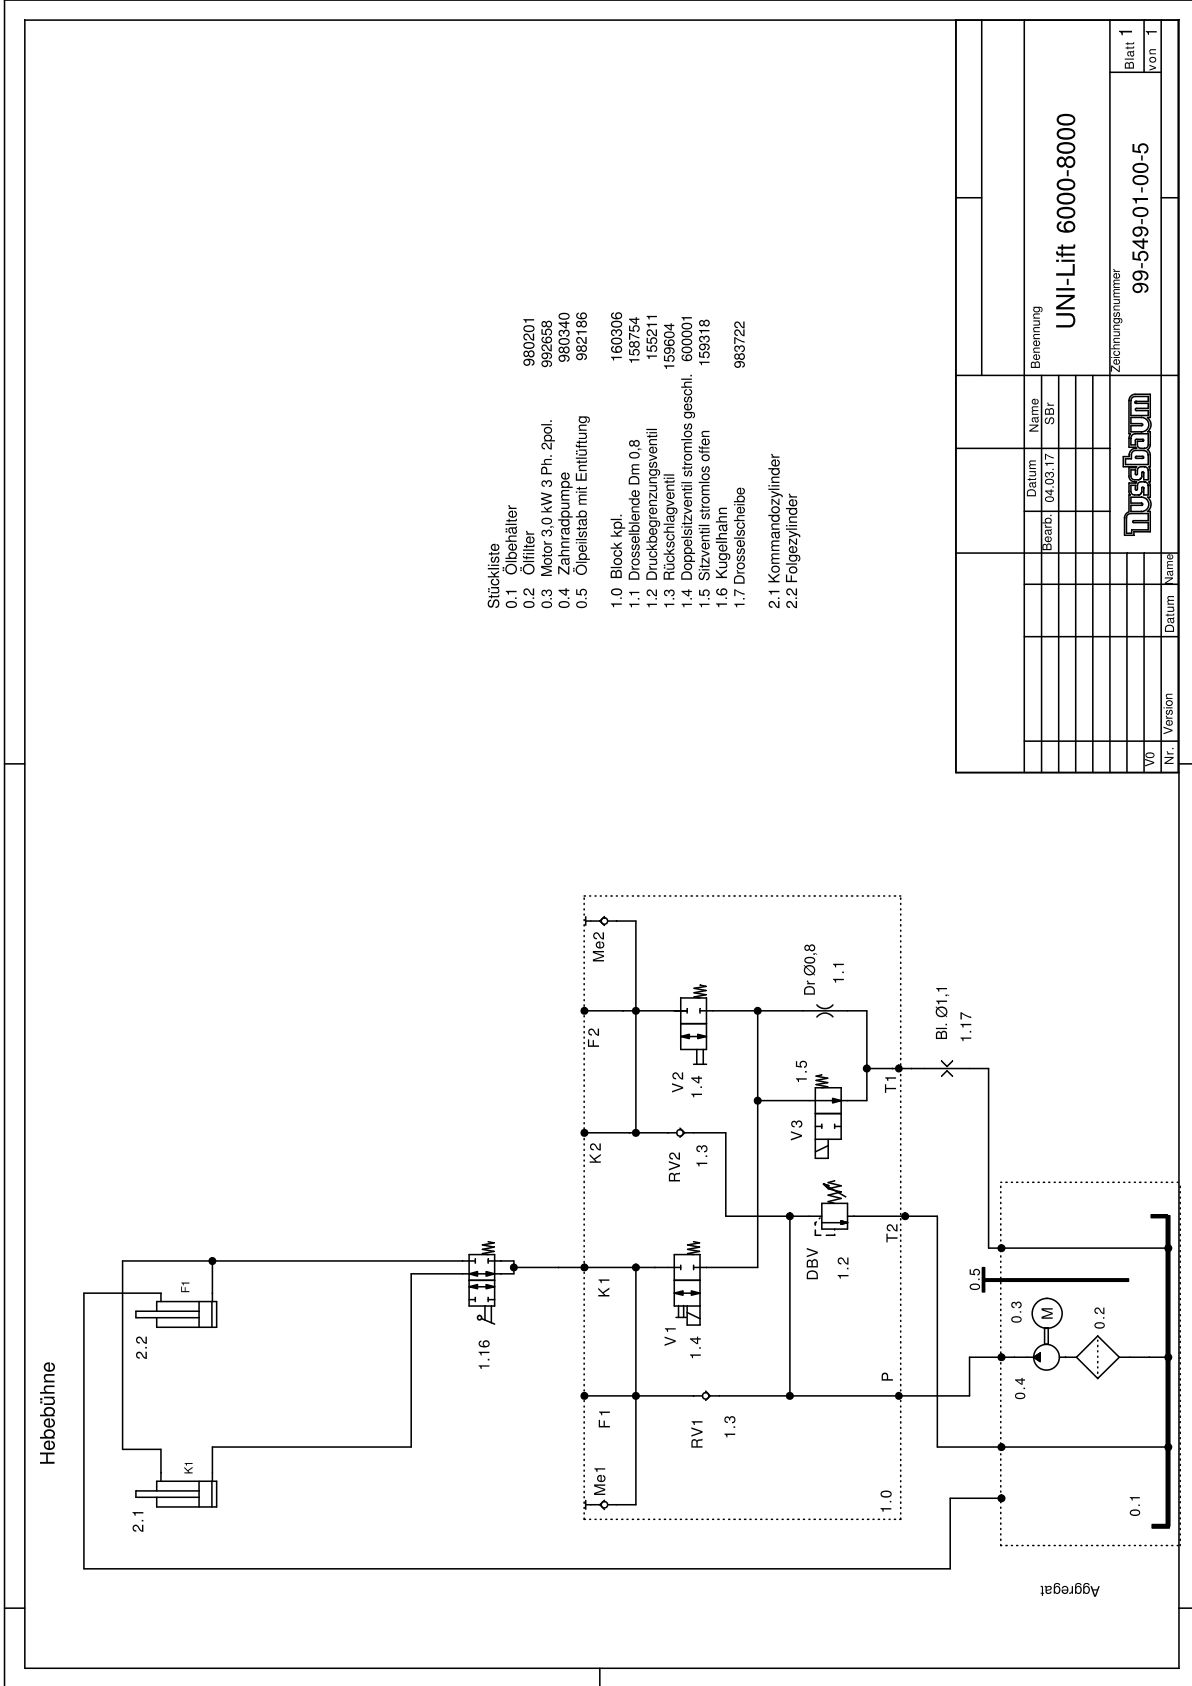 Hebebühne
2.1
K1
2.2
F1
1.16
Stückliste
0.1 Ölbehälter
0.2 Ölfilter 980201
0.3 Motor 3,0 kW 3 Ph. 2pol. 992658
0.4 Zahnradpumpe 980340
0.5 Ölpeilstab mit Entlüftung 982186
1.0 Block kpl. 160306
1.1 Drosselblende Dm 0,8 158754
1.2 Druckbegrenzungsventil 155211
1.3 Rückschlagventil 159604
1.4 Doppelsitzventil stromlos geschl. 600001
1.5 Sitzventil stromlos offen 159318
1.6 Kugelhahn
1.7 Drosselscheibe 983722
2.1 Kommandozylinder
2.2 Folgezylinder
Me1
F1
K1
K2
F2
Me2
RV1
1.3
V1
1.4
RV2
1.3
V2
1.4
DBV
1.2
V3
1.5
Dr Ø0,8
1.1
1.0
P
T2
T1
Bl. Ø1,1
1.17
Aggregat
0.1
0.4
0.3
M
0.2
0.5
Bearb.
Datum
Name
04.03.17
SBr
Nussbaum
Benennung
UNI-Lift 6000-8000
Zeichnungsnummer
99-549-01-00-5
Blatt 1
von 1
V0
Nr.
Version
Datum
Name